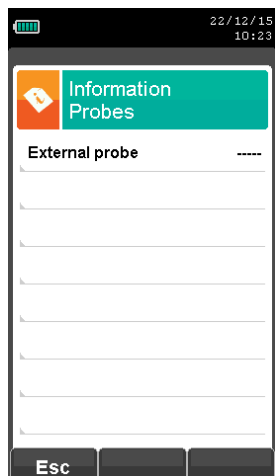 22/12/15
10:23
Information
Probes
External probe -----
Esc